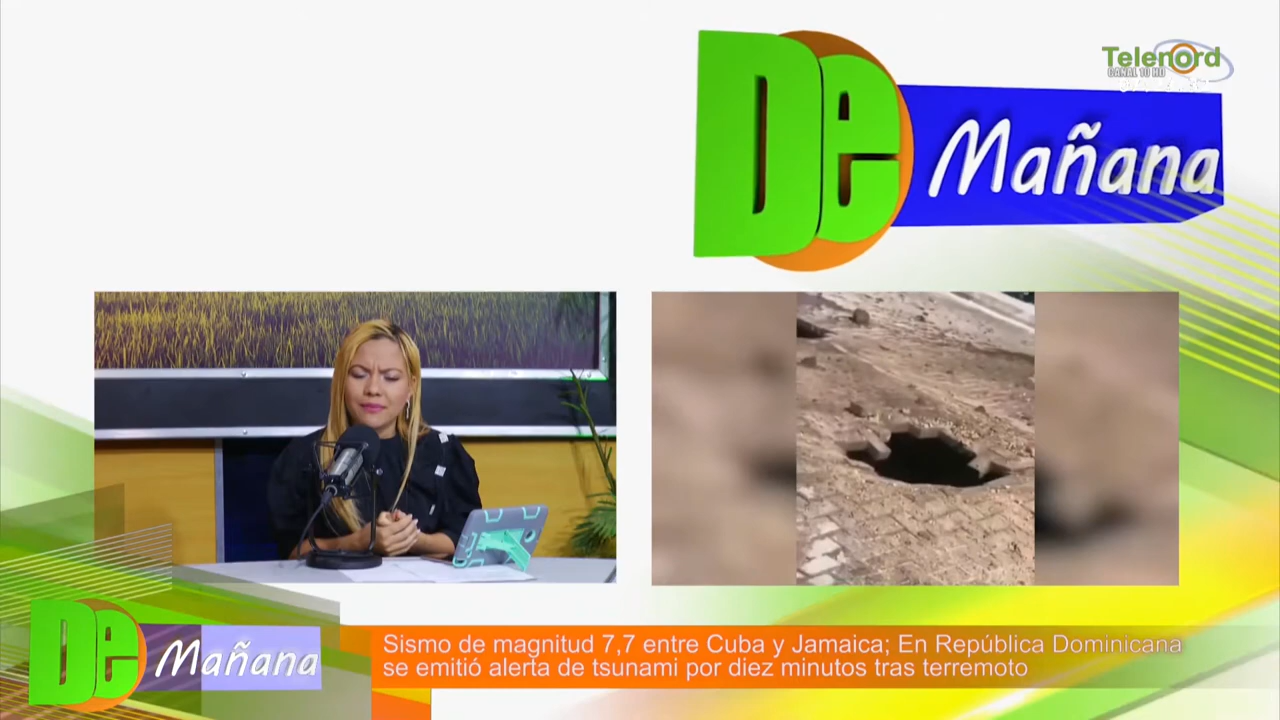 Telenord
CANAL 10 HD
De
Mañana
De
Mañana
Sismo de magnitud 7,7 entre Cuba y Jamaica; En República Dominicana
se emitió alerta de tsunami por diez minutos tras terremoto